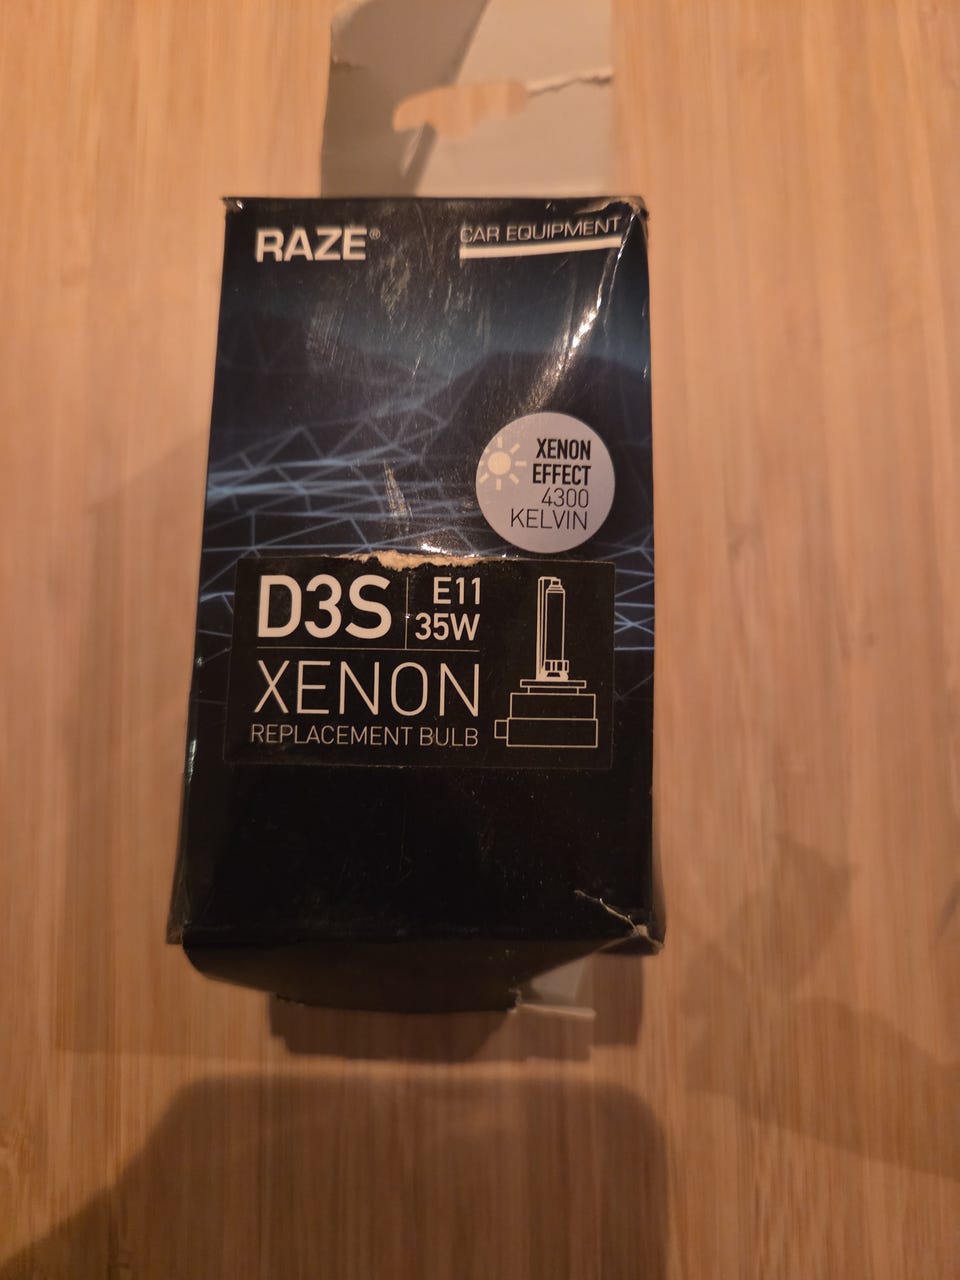 RAZE®
CAR EQUIPMENT
XENON
EFFECT
4300
KELVIN
D3S
E11
35W
XENON
REPLACEMENT BULB